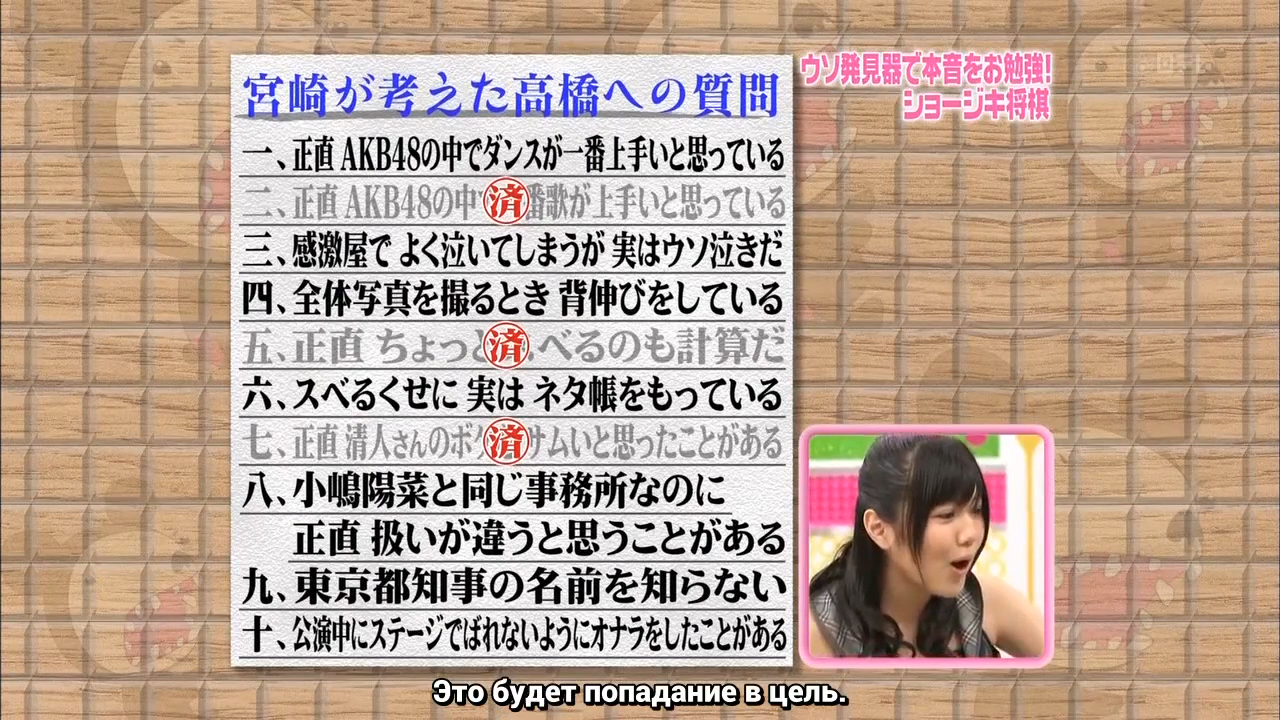 宮崎が考えた高橋への質問
ウソ発見器で本音をお勉強!
ショージキ将棋
一、正直 AKB48の中でダンスが一番上手いと思っている
二、正直 AKB48の中 済 番歌が上手いと思っている
三、感激屋で よく泣いてしまうが 実はウソ泣きだ
四、全体写真を撮るとき 背伸びをしている
五、正直 ちょっと 済 べるのも計算だ
六、スベるくせに 実は ネタ帳をもっている
七、正直 清人さんのボ 済 サムいと思ったことがある
八、小嶋陽菜と同じ事務所なのに
正直 扱いが違うと思うことがある
九、東京都知事の名前を知らない
十、公演中にステージでばれないようにオナラをしたことがある
Это будет попадание в цель.